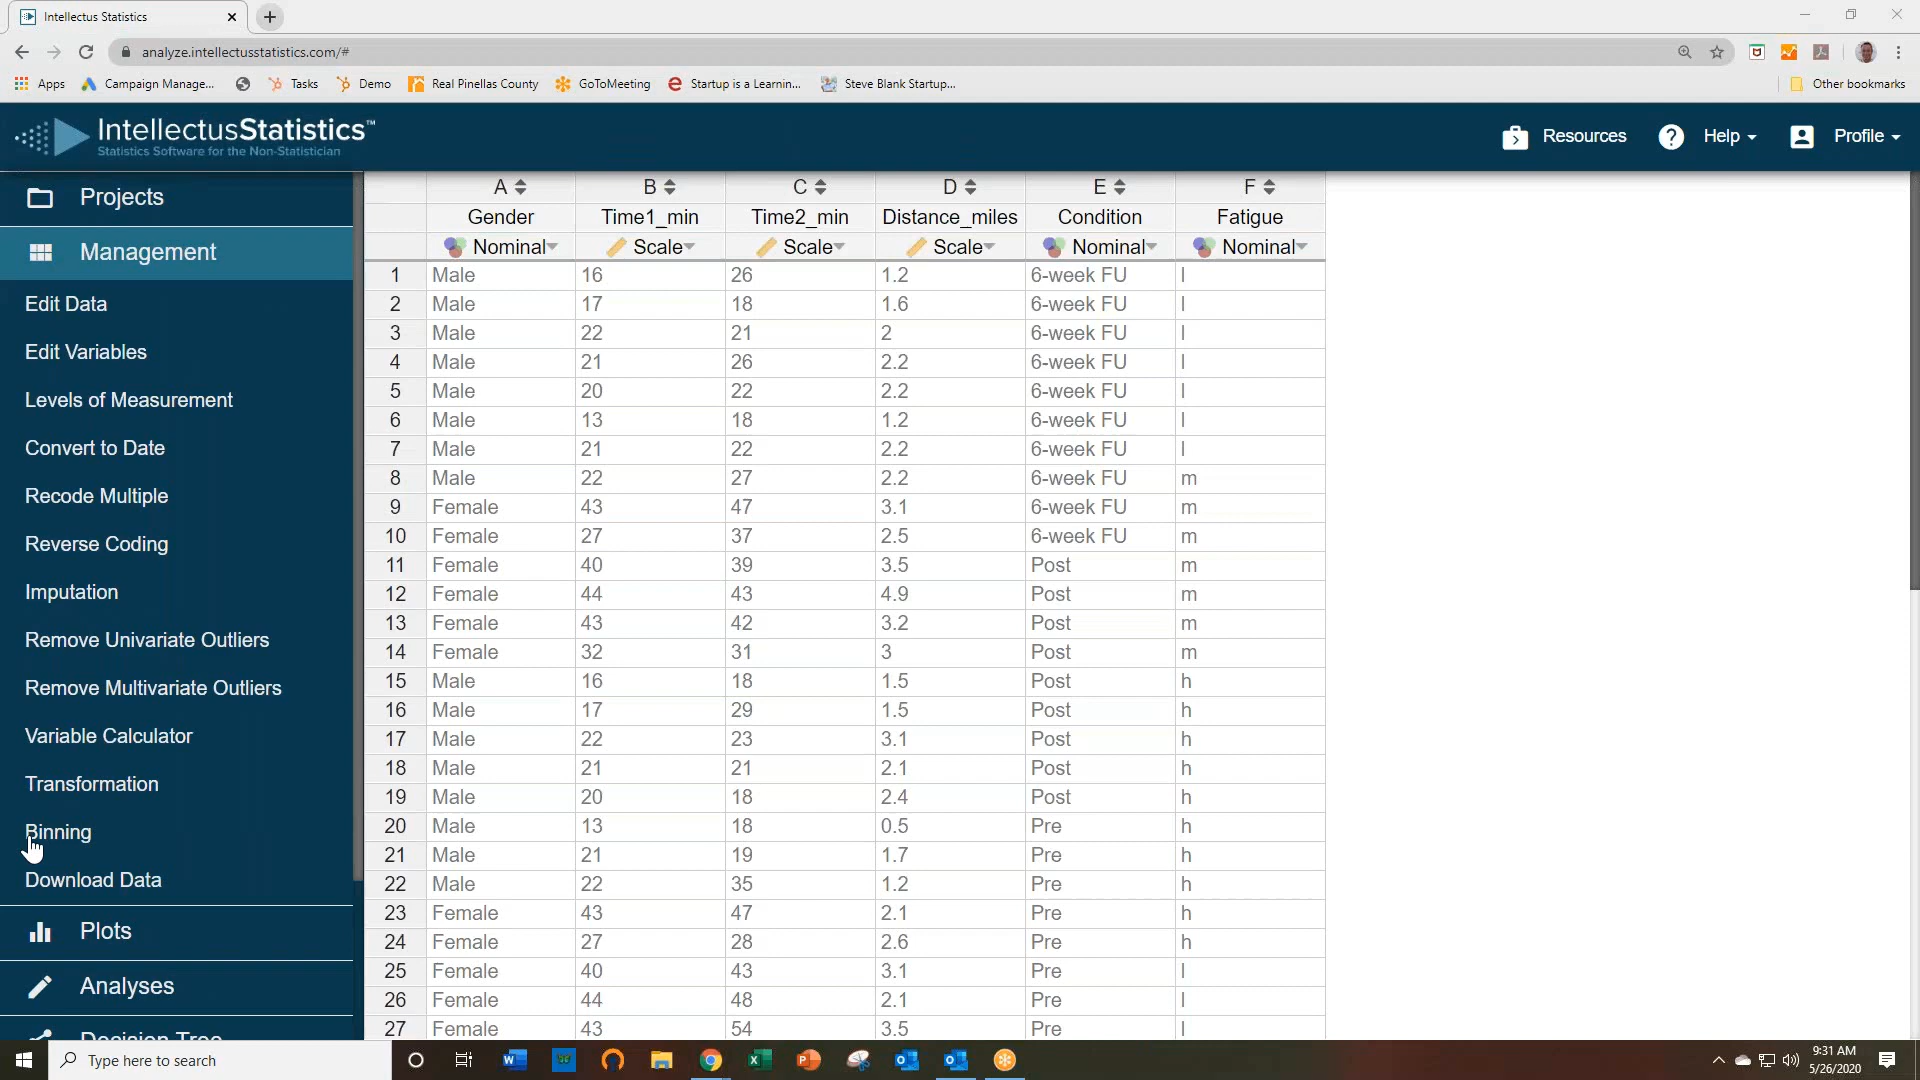 Intellectus Statistics
analyze.intellectusstatistics.com/#
Apps Campaign Manage... Tasks Demo Real Pinellas County GoToMeeting Startup is a Learnin... Steve Blank Startup... Other bookmarks
IntellectusStatistics™
Statistics Software for the Non-Statistician
Resources Help Profile
Projects
Management
Edit Data
Edit Variables
Levels of Measurement
Convert to Date
Recode Multiple
Reverse Coding
Imputation
Remove Univariate Outliers
Remove Multivariate Outliers
Variable Calculator
Transformation
Binning
Download Data
Plots
Analyses
Decision Tree
A B C D E F
Gender Time1_min Time2_min Distance_miles Condition Fatigue
Nominal Scale Scale Scale Nominal Nominal
1 Male 16 26 1.2 6-week FU l
2 Male 17 18 1.6 6-week FU l
3 Male 22 21 2 6-week FU l
4 Male 21 26 2.2 6-week FU l
5 Male 20 22 2.2 6-week FU l
6 Male 13 18 1.2 6-week FU l
7 Male 21 22 2.2 6-week FU l
8 Male 22 27 2.2 6-week FU m
9 Female 43 47 3.1 6-week FU m
10 Female 27 37 2.5 6-week FU m
11 Female 40 39 3.5 Post m
12 Female 44 43 4.9 Post m
13 Female 43 42 3.2 Post m
14 Female 32 31 3 Post m
15 Male 16 18 1.5 Post h
16 Male 17 29 1.5 Post h
17 Male 22 23 3.1 Post h
18 Male 21 21 2.1 Post h
19 Male 20 18 2.4 Post h
20 Male 13 18 0.5 Pre h
21 Male 21 19 1.7 Pre h
22 Male 22 35 1.2 Pre h
23 Female 43 47 2.1 Pre h
24 Female 27 28 2.6 Pre h
25 Female 40 43 3.1 Pre l
26 Female 44 48 2.1 Pre l
27 Female 43 54 3.5 Pre l
Type here to search
9:31 AM
5/26/2020